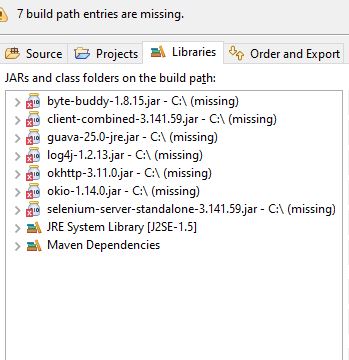 7 build path entries are missing.
Source Projects Libraries Order and Export
JARs and class folders on the build path:
byte-buddy-1.8.15.jar - C:\ (missing)
client-combined-3.141.59.jar - C:\ (missing)
guava-25.0-jre.jar - C:\ (missing)
log4j-1.2.13.jar - C:\ (missing)
okhttp-3.11.0.jar - C:\ (missing)
okio-1.14.0.jar - C:\ (missing)
selenium-server-standalone-3.141.59.jar - C:\ (missing)
JRE System Library [J2SE-1.5]
Maven Dependencies